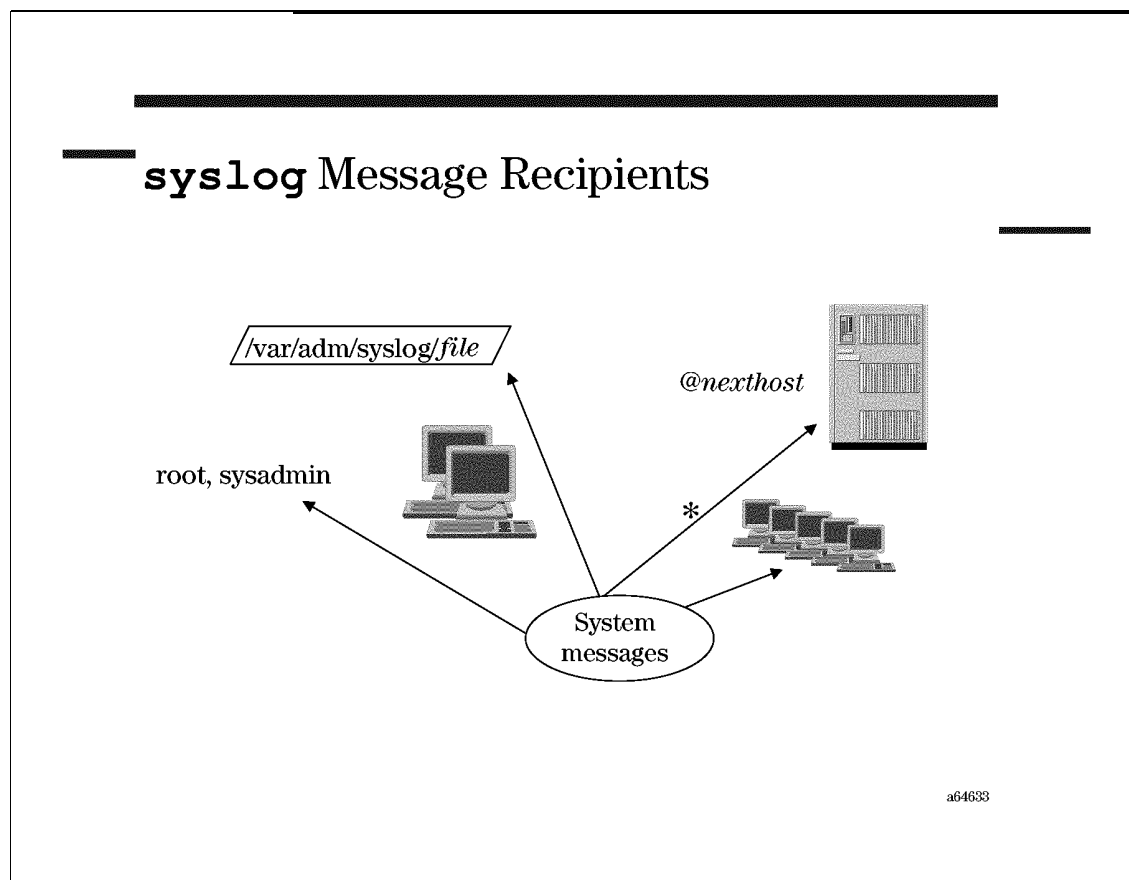 syslog Message Recipients
/var/adm/syslog/file
@nexthost
root, sysadmin
*
System
messages
a64633